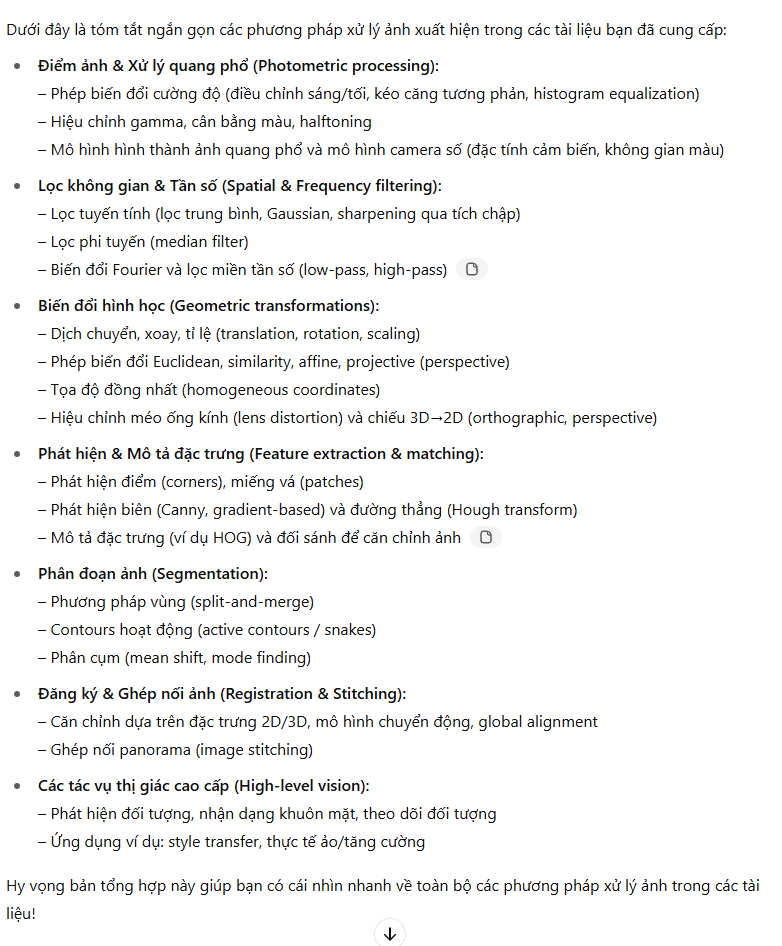 Dưới đây là tóm tắt ngắn gọn các phương pháp xử lý ảnh xuất hiện trong các tài liệu bạn đã cung cấp:
• Điểm ảnh & Xử lý quang phổ (Photometric processing):
– Phép biến đổi cường độ (điều chỉnh sáng/tối, kéo căng tương phản, histogram equalization)
– Hiệu chỉnh gamma, cân bằng màu, halftoning
– Mô hình hình thành ảnh quang phổ và mô hình camera số (đặc tính cảm biến, không gian màu)
• Lọc không gian & Tần số (Spatial & Frequency filtering):
– Lọc tuyến tính (lọc trung bình, Gaussian, sharpening qua tích chập)
– Lọc phi tuyến (median filter)
– Biến đổi Fourier và lọc miền tần số (low-pass, high-pass)
• Biến đổi hình học (Geometric transformations):
– Dịch chuyển, xoay, tỉ lệ (translation, rotation, scaling)
– Phép biến đổi Euclidean, similarity, affine, projective (perspective)
– Tọa độ đồng nhất (homogeneous coordinates)
– Hiệu chỉnh méo ống kính (lens distortion) và chiếu 3D→2D (orthographic, perspective)
• Phát hiện & Mô tả đặc trưng (Feature extraction & matching):
– Phát hiện điểm (corners), miếng vá (patches)
– Phát hiện biên (Canny, gradient-based) và đường thẳng (Hough transform)
– Mô tả đặc trưng (ví dụ HOG) và đối sánh để căn chỉnh ảnh
• Phân đoạn ảnh (Segmentation):
– Phương pháp vùng (split-and-merge)
– Contours hoạt động (active contours / snakes)
– Phân cụm (mean shift, mode finding)
• Đăng ký & Ghép nối ảnh (Registration & Stitching):
– Căn chỉnh dựa trên đặc trưng 2D/3D, mô hình chuyển động, global alignment
– Ghép nối panorama (image stitching)
• Các tác vụ thị giác cao cấp (High-level vision):
– Phát hiện đối tượng, nhận dạng khuôn mặt, theo dõi đối tượng
– Ứng dụng ví dụ: style transfer, thực tế ảo/tăng cường
Hy vọng bản tổng hợp này giúp bạn có cái nhìn nhanh về toàn bộ các phương pháp xử lý ảnh trong các tài
liệu!